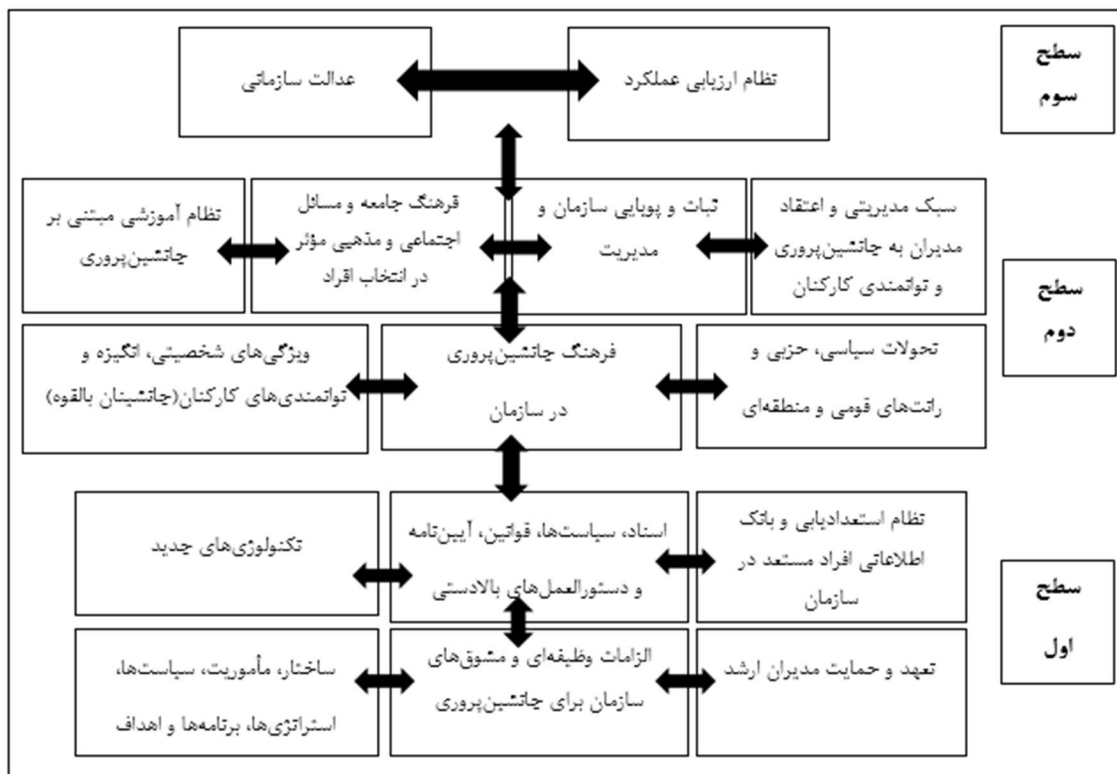 سطح
سوم
نظام ارزیابی عملکرد
عدالت سازمانی
سطح
دوم
سبک مدیریتی و اعتقاد
مدیران به جانشین‌پروری
و توانمندی کارکنان
ثبات و پویایی سازمان و
مدیریت
فرهنگ جامعه و مسائل
اجتماعی و مذهبی مؤثر
در انتخاب افراد
نظام آموزشی مبتنی بر
جانشین‌پروری
تحولات سیاسی، حزبی و
رانت‌های قومی و منطقه‌ای
فرهنگ جانشین‌پروری
در سازمان
ویژگی‌های شخصیتی، انگیزه و
توانمندی‌های کارکنان(جانشینان بالقوه)
سطح
اول
نظام استعدادیابی و بانک
اطلاعاتی افراد مستعد در
سازمان
اسناد، سیاست‌ها، قوانین، آیین‌نامه
و دستورالعمل‌های بالادستی
تکنولوژی‌های جدید
تعهد و حمایت مدیران ارشد
الزامات وظیفه‌ای و مشوق‌های
سازمان برای جانشین‌پروری
ساختار، مأموریت، سیاست‌ها،
استراتژی‌ها، برنامه‌ها و اهداف